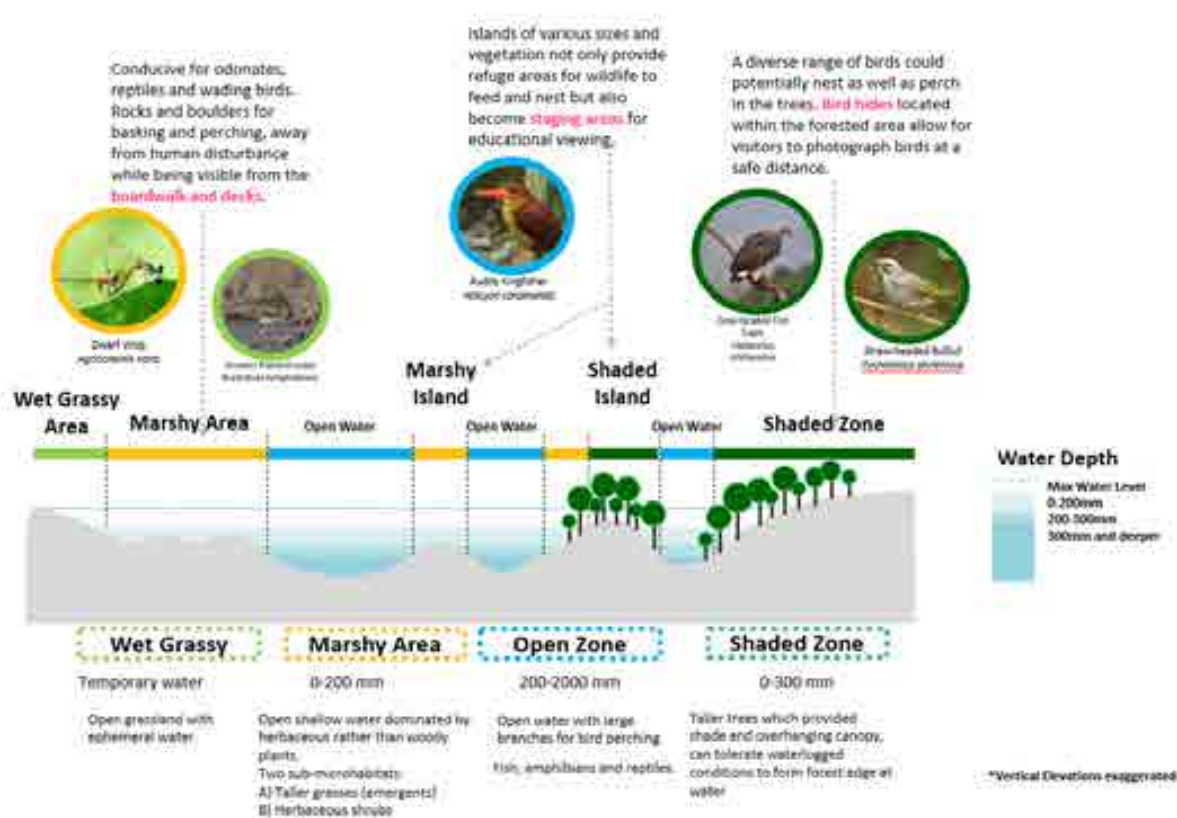 Conducive for odonates,
reptiles and wading birds.
Rocks and boulders for
basking and perching, away
from human disturbance
while being visible from the
boardwalk and decks.
Islands of various sizes and
vegetation not only provide
refuge areas for wildlife to
feed and nest but also
become staging areas for
educational viewing.
A diverse range of birds could
potentially nest as well as perch
in the trees. Bird hides located
within the forested area allow for
visitors to photograph birds at a
safe distance.
Kingfisher
Straw-headed Bulbul
Marshy
Island
Shaded
Island
Wet Grassy
Area
Marshy Area
Open Water
Open Water
Open Water
Shaded Zone
Water Depth
Max Water Level
0-200mm
200-300mm
300mm and deeper
Wet Grassy
Marshy Area
Open Zone
Shaded Zone
Temporary water
0-200 mm
200-2000 mm
0-300 mm
Open grassland with
ephemeral water
Open shallow water dominated by
herbaceous rather than woody
plants.
Two sub-microhabitats
A) Taller grasses (emergents)
B) Herbaceous shrubs
Open water with large
branches for bird perching
Fish, amphibians and reptiles.
Taller trees which provided
shade and overhanging canopy,
can tolerate waterlogged
conditions to form forest edge at
water
*Vertical Elevations exaggerated